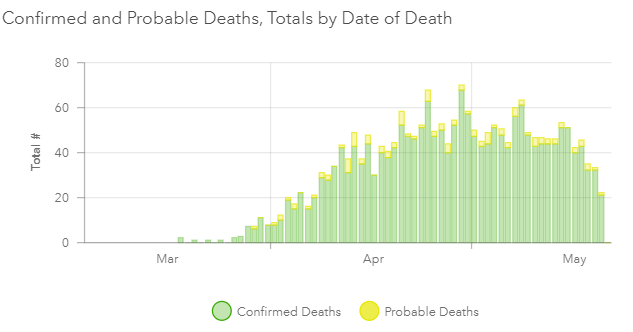 Confirmed and Probable Deaths, Totals by Date of Death
80
60
40
20
0
Total #
Mar Apr May
Confirmed Deaths Probable Deaths